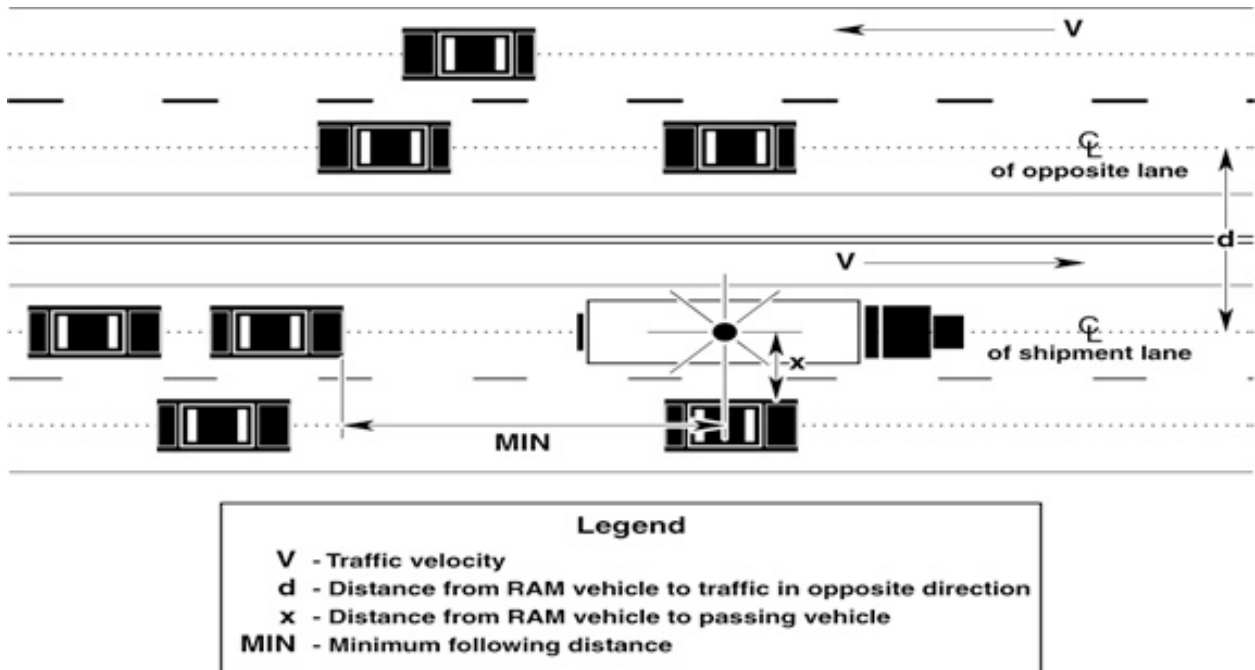 V
℄
of opposite lane
d
V
℄
of shipment lane
x
MIN
Legend
V - Traffic velocity
d - Distance from RAM vehicle to traffic in opposite direction
x - Distance from RAM vehicle to passing vehicle
MIN - Minimum following distance